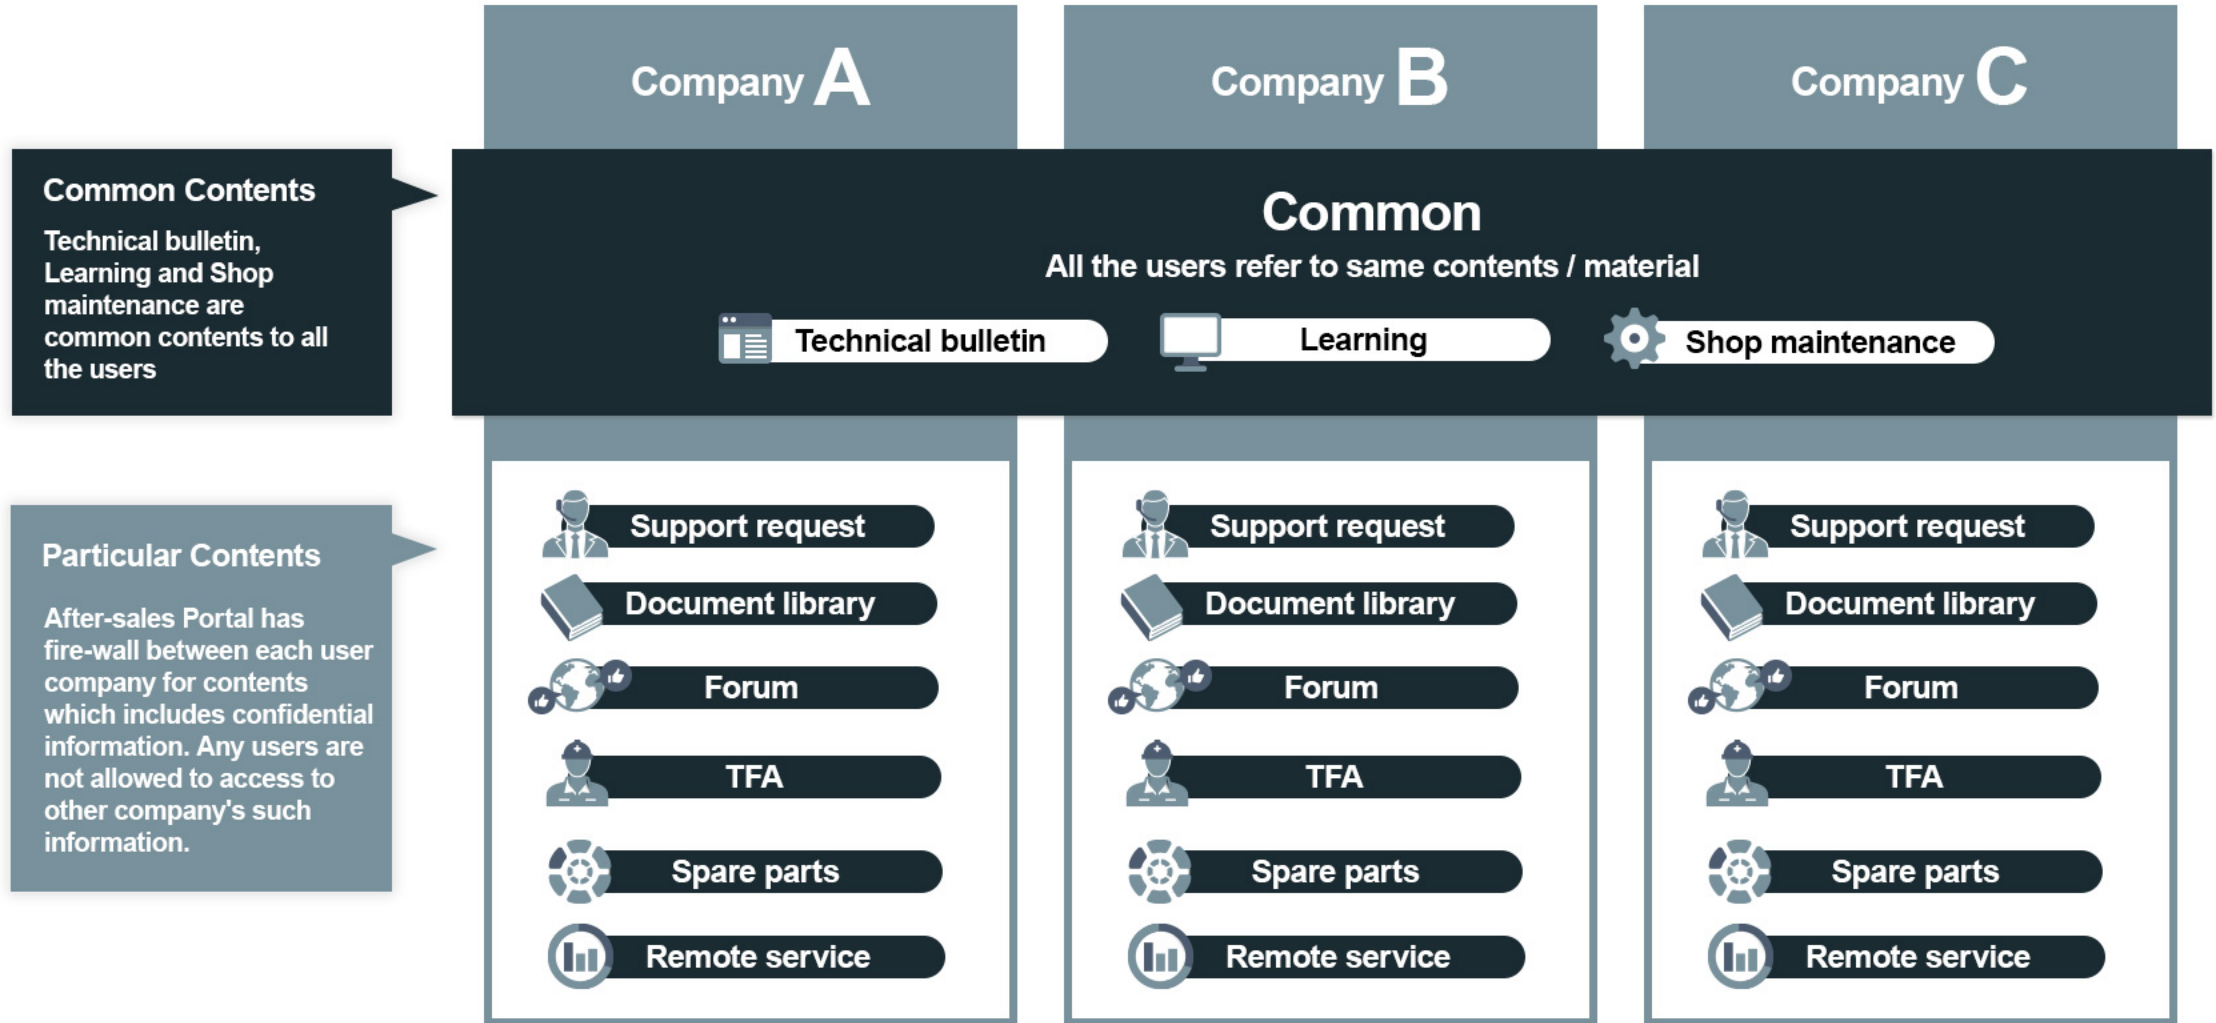 Company A
Company B
Company C
Common Contents
Technical bulletin,
Learning and Shop
maintenance are
common contents to all
the users
Common
All the users refer to same contents / material
Technical bulletin
Learning
Shop maintenance
Particular Contents
After-sales Portal has
fire-wall between each user
company for contents
which includes confidential
information. Any users are
not allowed to access to
other company's such
information.
Support request
Document library
Forum
TFA
Spare parts
Remote service
Support request
Document library
Forum
TFA
Spare parts
Remote service
Support request
Document library
Forum
TFA
Spare parts
Remote service